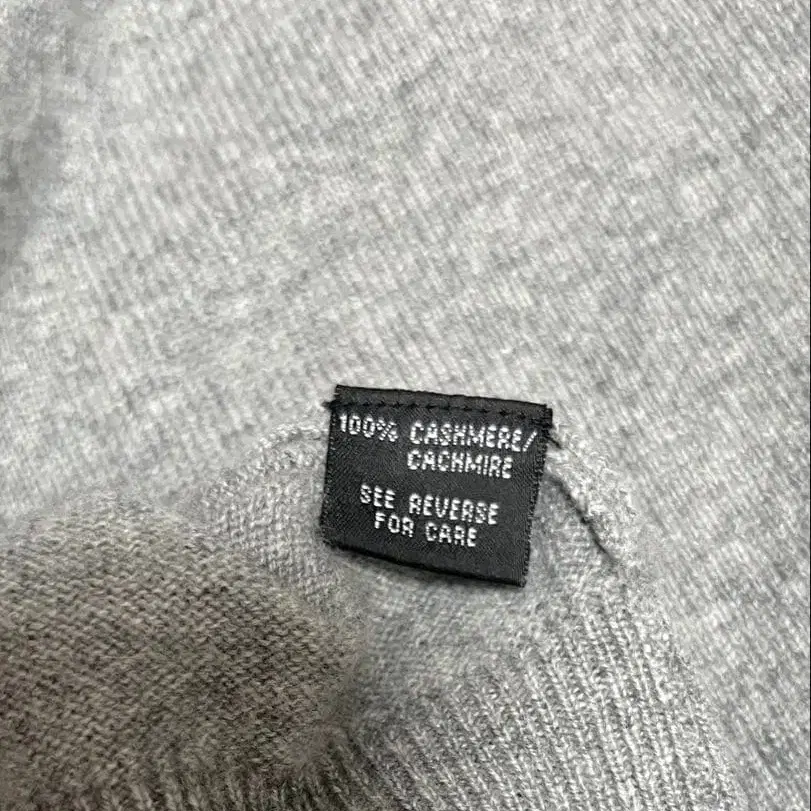 100% CASHMERE/
CACHMIRE
SEE REVERSE
FOR CARE